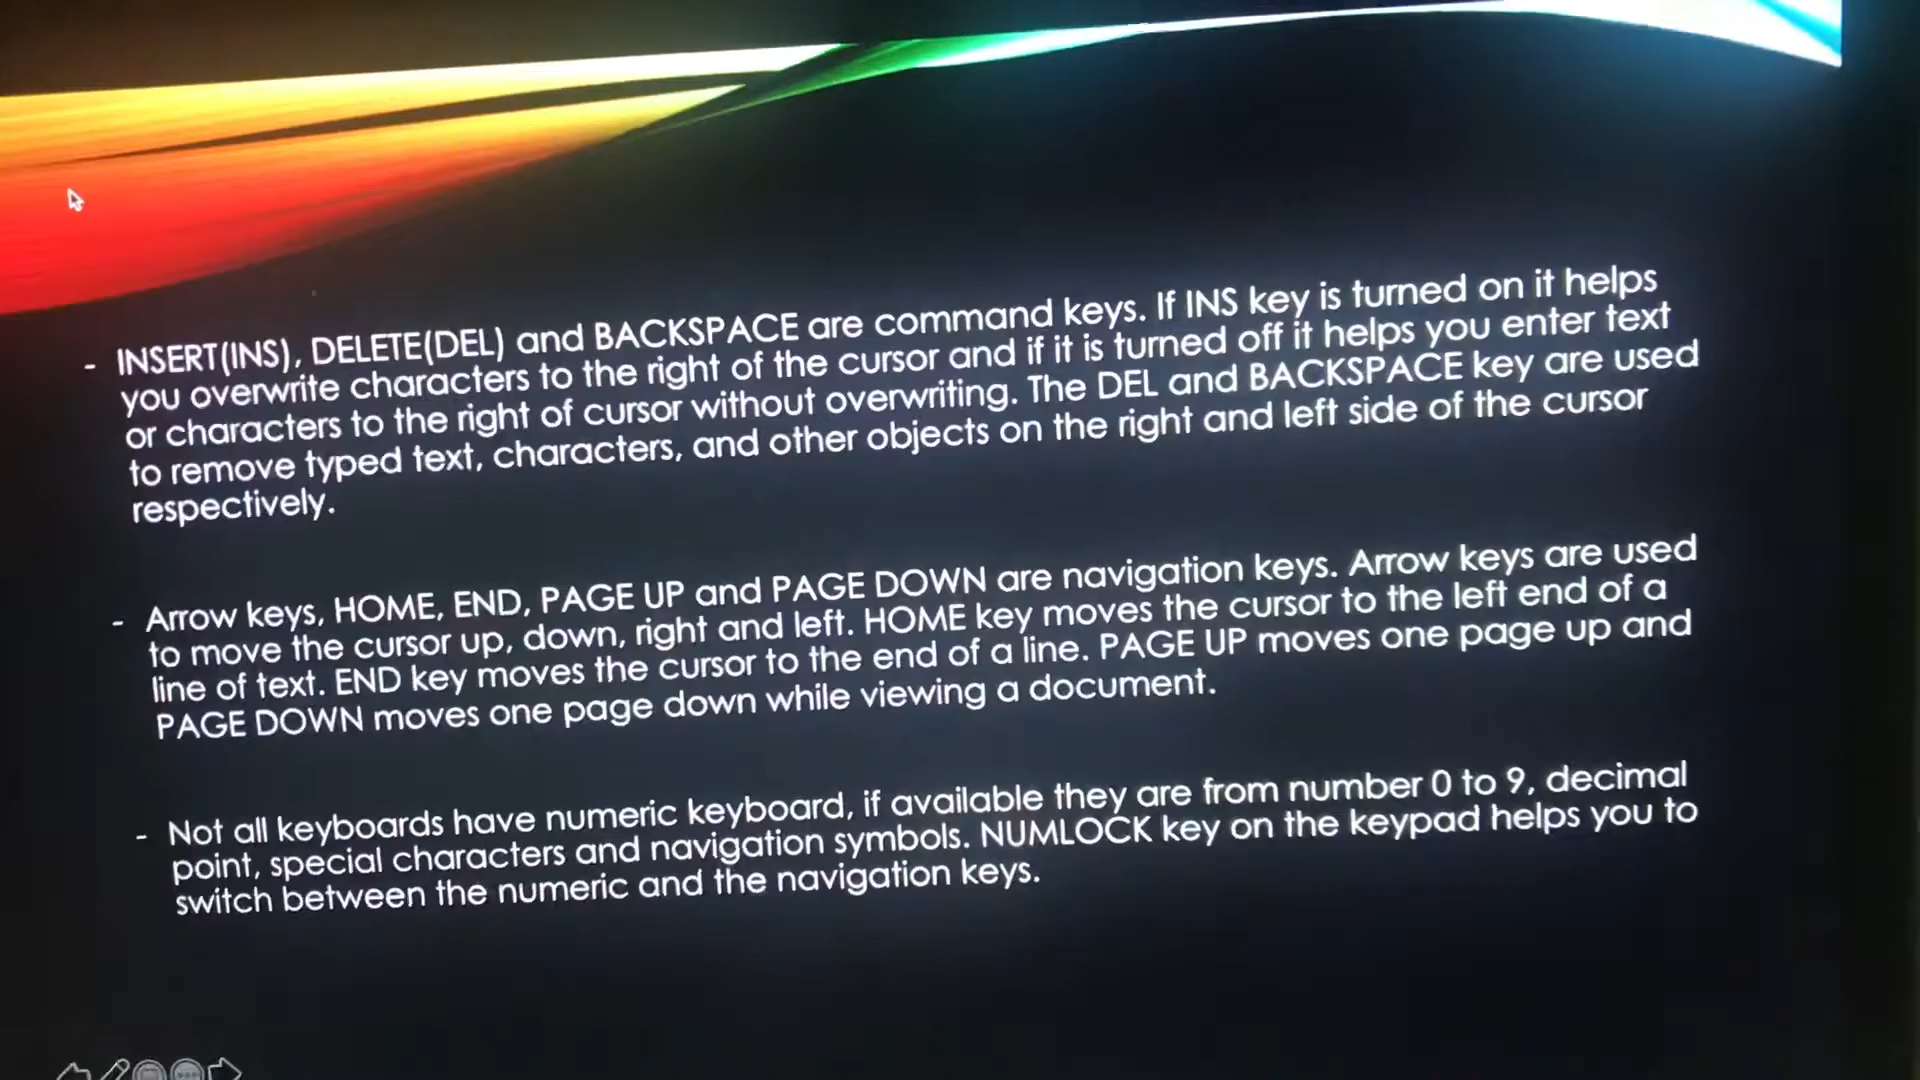 - INSERT(INS), DELETE(DEL) and BACKSPACE are command keys. If INS key is turned on it helps
you overwrite characters to the right of the cursor and if it is turned off it helps you enter text
or characters to the right of cursor without overwriting. The DEL and BACKSPACE key are used
to remove typed text, characters, and other objects on the right and left side of the cursor
respectively.
- Arrow keys, HOME, END, PAGE UP and PAGE DOWN are navigation keys. Arrow keys are used
to move the cursor up, down, right and left. HOME key moves the cursor to the left end of a
line of text. END key moves the cursor to the end of a line. PAGE UP moves one page up and
PAGE DOWN moves one page down while viewing a document.
- Not all keyboards have numeric keyboard, if available they are from number 0 to 9, decimal
point, special characters and navigation symbols. NUMLOCK key on the keypad helps you to
switch between the numeric and the navigation keys.